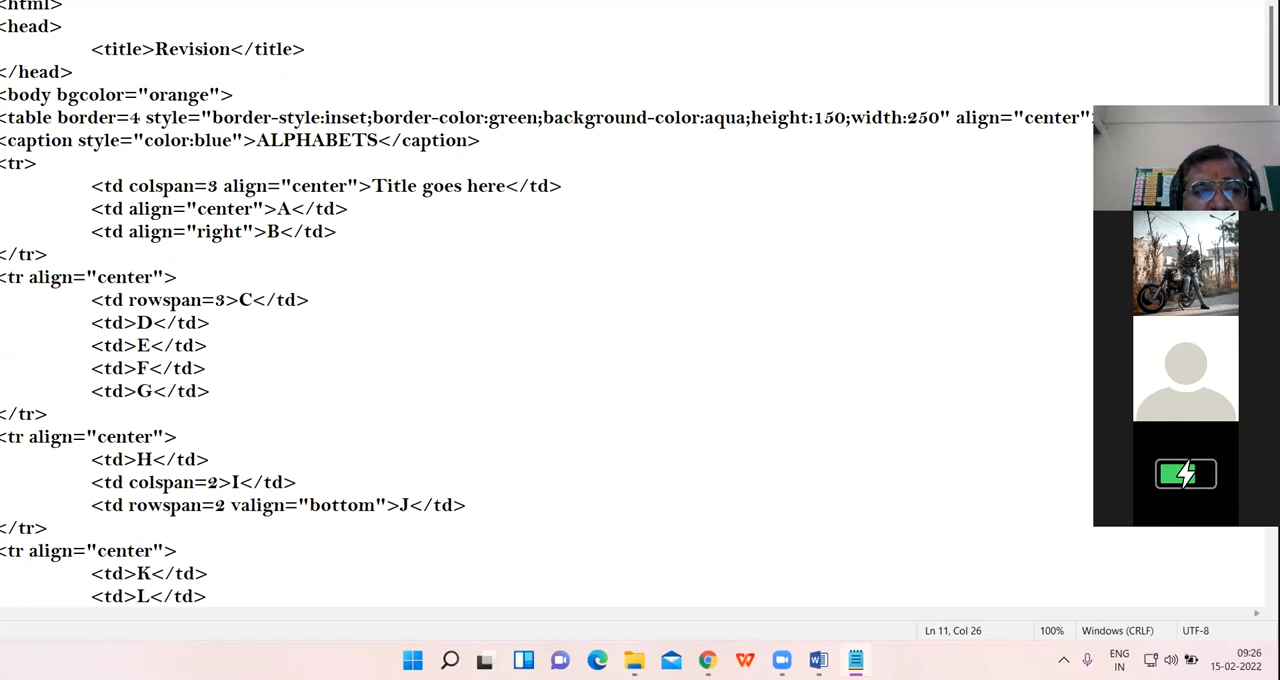 <html>
<head>
<title>Revision</title>
</head>
<body bgcolor="orange">
<table border=4 style="border-style:inset;border-color:green;background-color:aqua;height:150;width:250" align="center"
<caption style="color:blue">ALPHABETS</caption>
<tr>
<td colspan=3 align="center">Title goes here</td>
<td align="center">A</td>
<td align="right">B</td>
</tr>
<tr align="center">
<td rowspan=3>C</td>
<td>D</td>
<td>E</td>
<td>F</td>
<td>G</td>
</tr>
<tr align="center">
<td>H</td>
<td colspan=2>I</td>
<td rowspan=2 valign="bottom">J</td>
</tr>
<tr align="center">
<td>K</td>
<td>L</td>
Ln 11, Col 26
100%
Windows (CRLF)
UTF-8
ENG
IN
09:26
15-02-2022